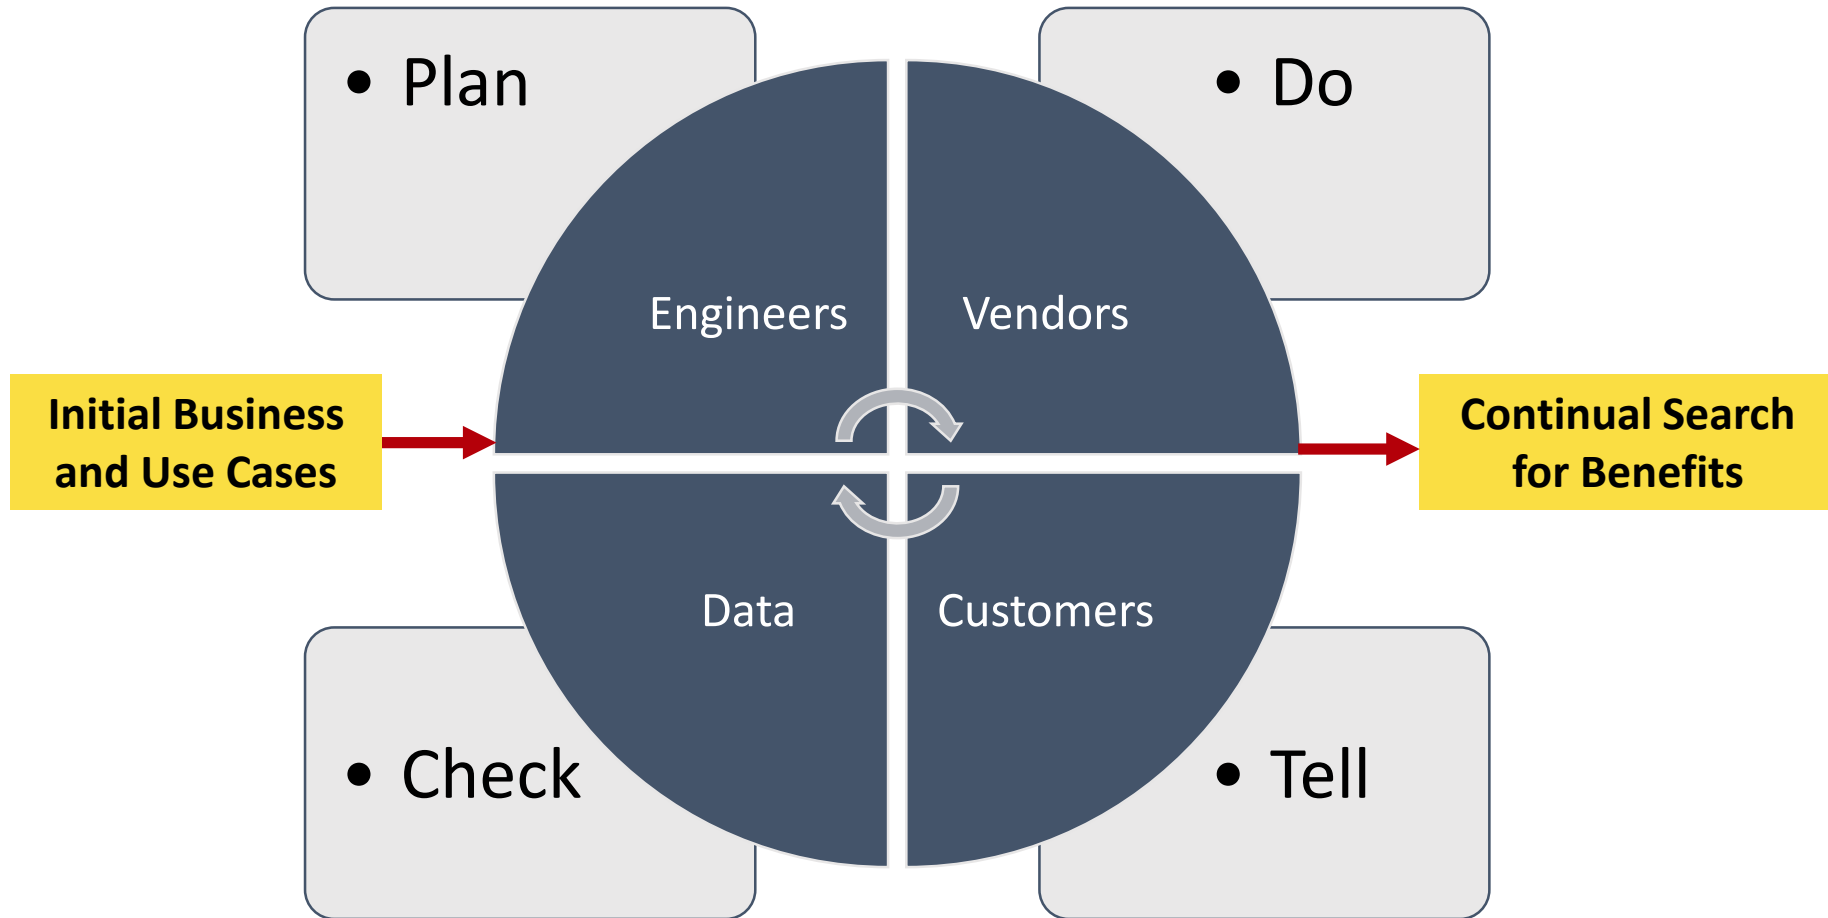 • Plan
• Do
Engineers
Vendors
Initial Business
and Use Cases
Continual Search
for Benefits
Data
Customers
• Check
• Tell